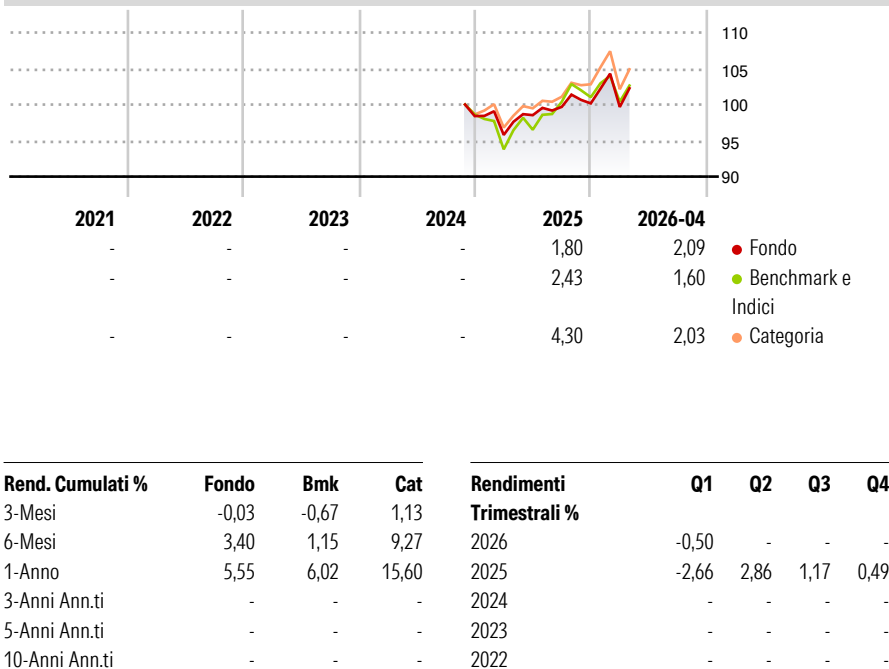 110
105
100
95
90
2021 2022 2023 2024 2025 2026-04
- - - - 1,80 2,09 Fondo
- - - - 2,43 1,60 Benchmark e
Indici
- - - - 4,30 2,03 Categoria
Rend. Cumulati % Fondo Bmk Cat
3-Mesi -0,03 -0,67 1,13
6-Mesi 3,40 1,15 9,27
1-Anno 5,55 6,02 15,60
3-Anni Ann.ti - - -
5-Anni Ann.ti - - -
10-Anni Ann.ti - - -
Rendimenti Q1 Q2 Q3 Q4
Trimestrali %
2026 -0,50 - - -
2025 -2,66 2,86 1,17 0,49
2024 - - - -
2023 - - - -
2022 - - - -